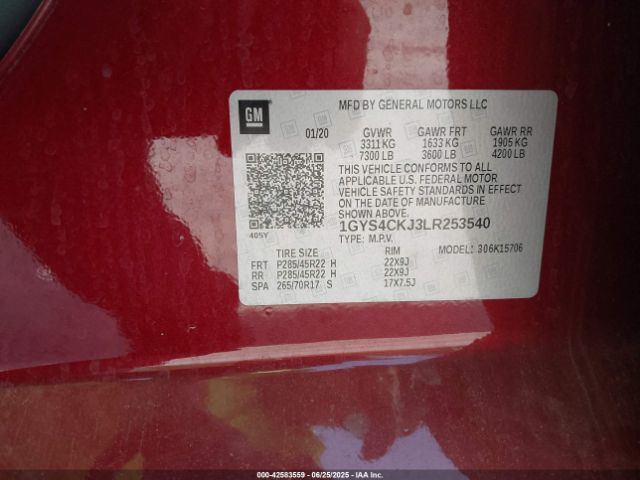 GM
MFD BY GENERAL MOTORS LLC
01/20 GVWR GAWR FRT GAWR RR
3311 KG 1633 KG 1905 KG
7300 LB 3600 LB 4200 LB
THIS VEHICLE CONFORMS TO ALL
APPLICABLE U.S. FEDERAL MOTOR
VEHICLE SAFETY STANDARDS IN EFFECT
ON THE DATE OF MANUFACTURE
SHOWN ABOVE.
1GYS4CKJ3LR253540
40SY
TYPE: M.P.V. MODEL: 306K15706
TIRE SIZE RIM
FRT P285/45R22 H 22X9J
RR P285/45R22 H 22X9J
SPA 265/70R17 S 17X7.5J
000-42583559 | 06/25/2025 | IAA, Inc.